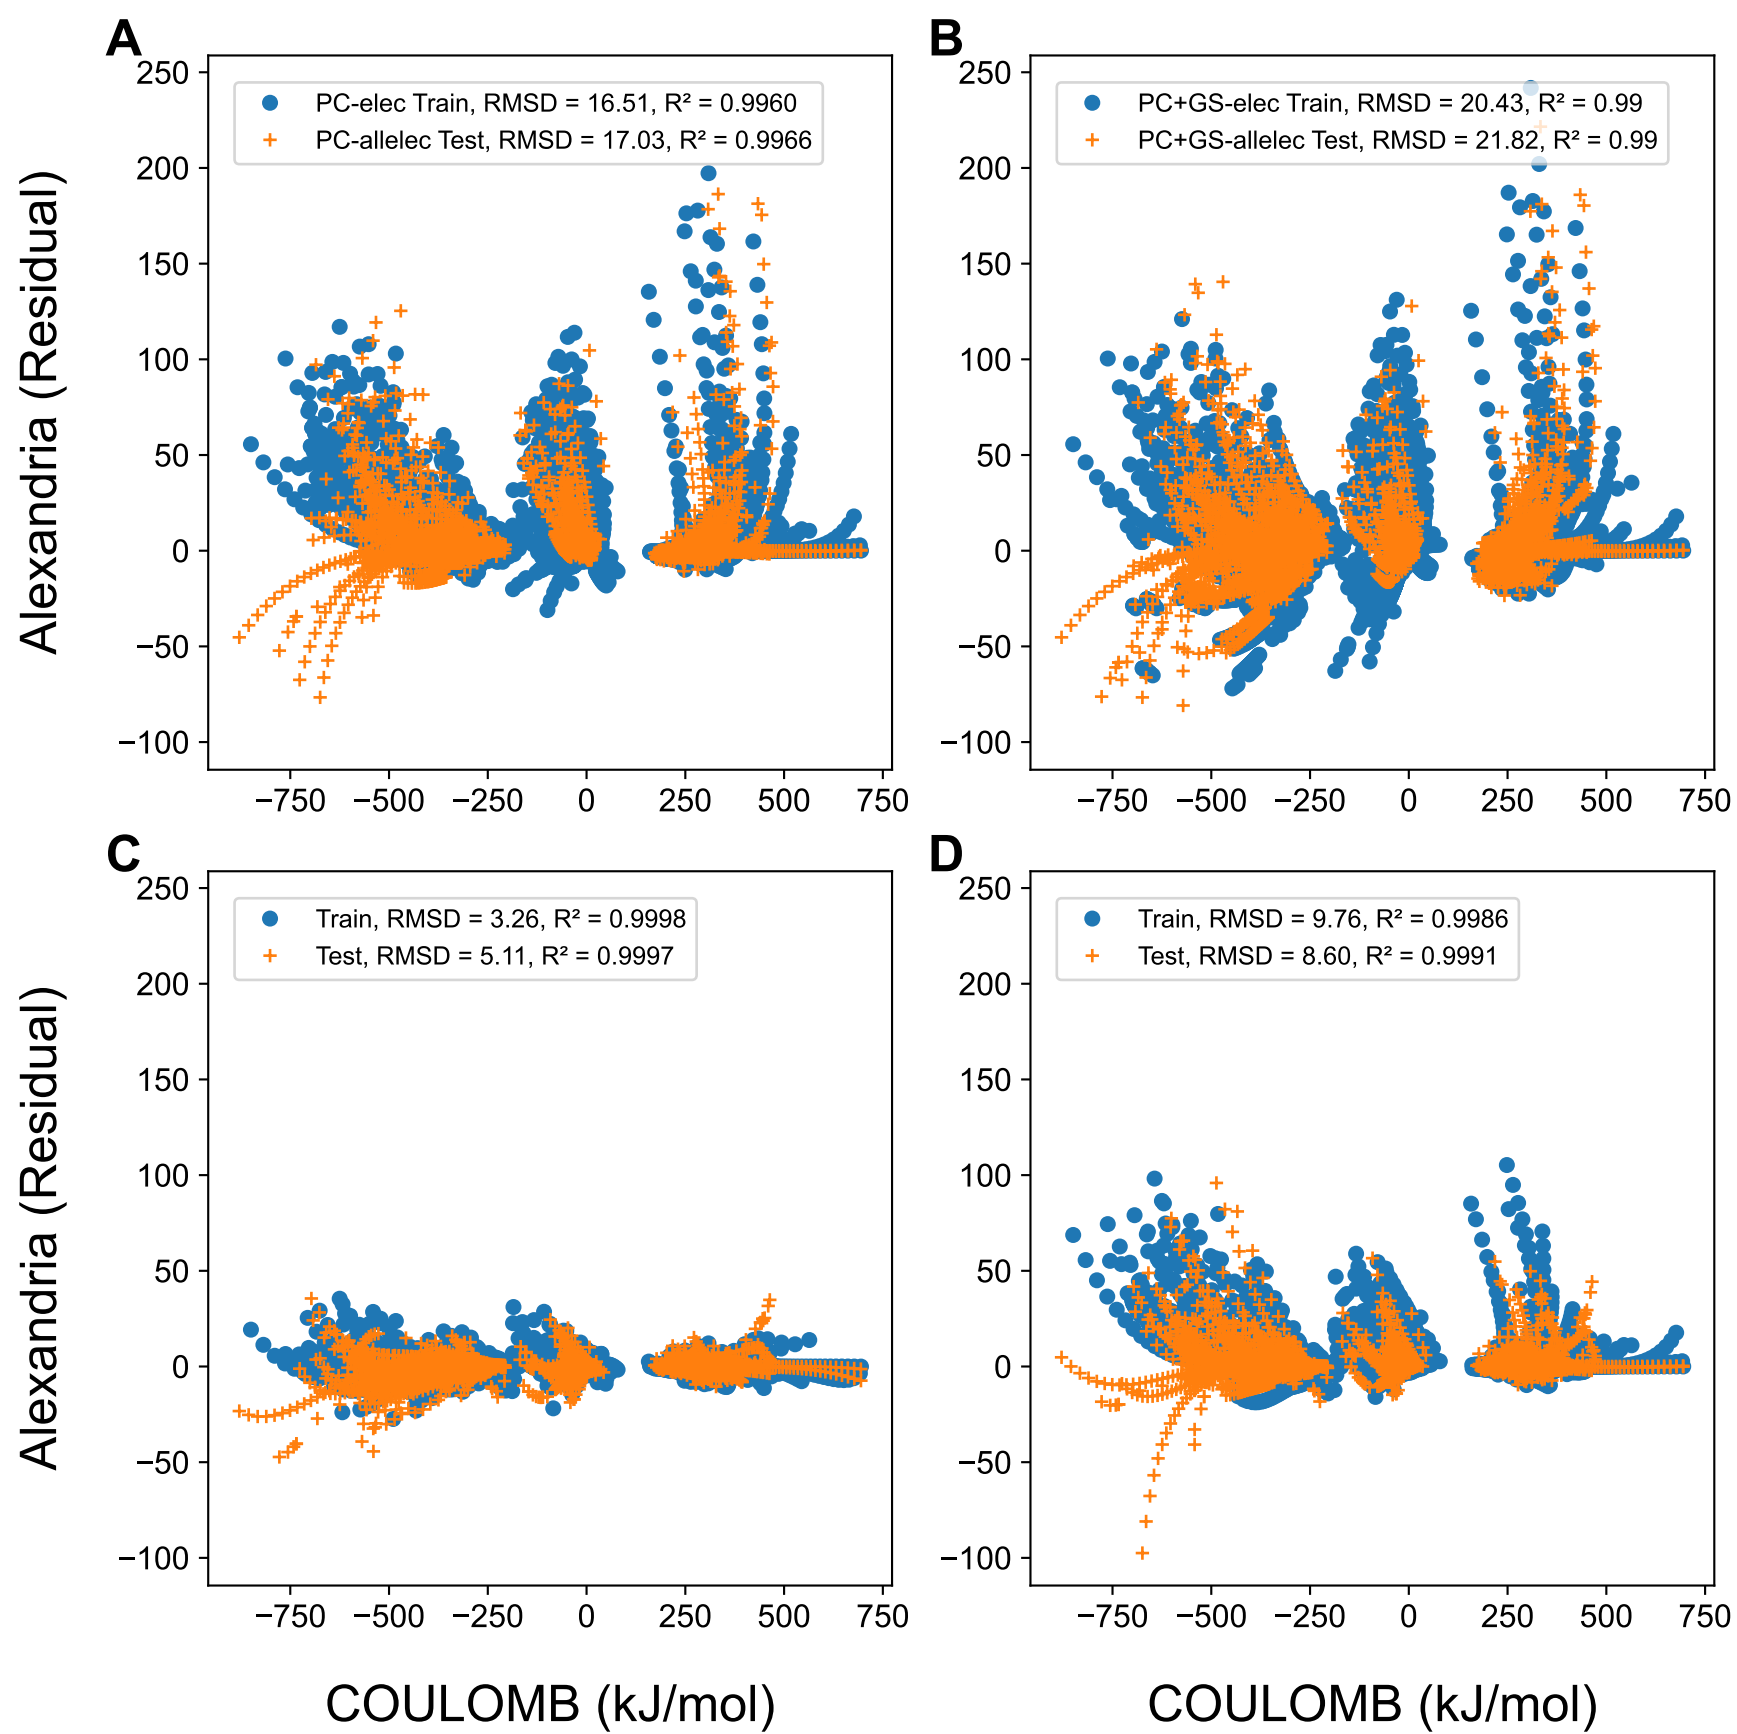 A
B
Alexandria (Residual)
250
200
150
100
50
0
−50
−100
PC-elec Train, RMSD = 16.51, R² = 0.9960
PC-allelec Test, RMSD = 17.03, R² = 0.9966
−750 −500 −250 0 250 500 750
250
200
150
100
50
0
−50
−100
PC+GS-elec Train, RMSD = 20.43, R² = 0.99
PC+GS-allelec Test, RMSD = 21.82, R² = 0.99
−750 −500 −250 0 250 500 750
C
D
Alexandria (Residual)
250
200
150
100
50
0
−50
−100
Train, RMSD = 3.26, R² = 0.9998
Test, RMSD = 5.11, R² = 0.9997
−750 −500 −250 0 250 500 750
COULOMB (kJ/mol)
250
200
150
100
50
0
−50
−100
Train, RMSD = 9.76, R² = 0.9986
Test, RMSD = 8.60, R² = 0.9991
−750 −500 −250 0 250 500 750
COULOMB (kJ/mol)